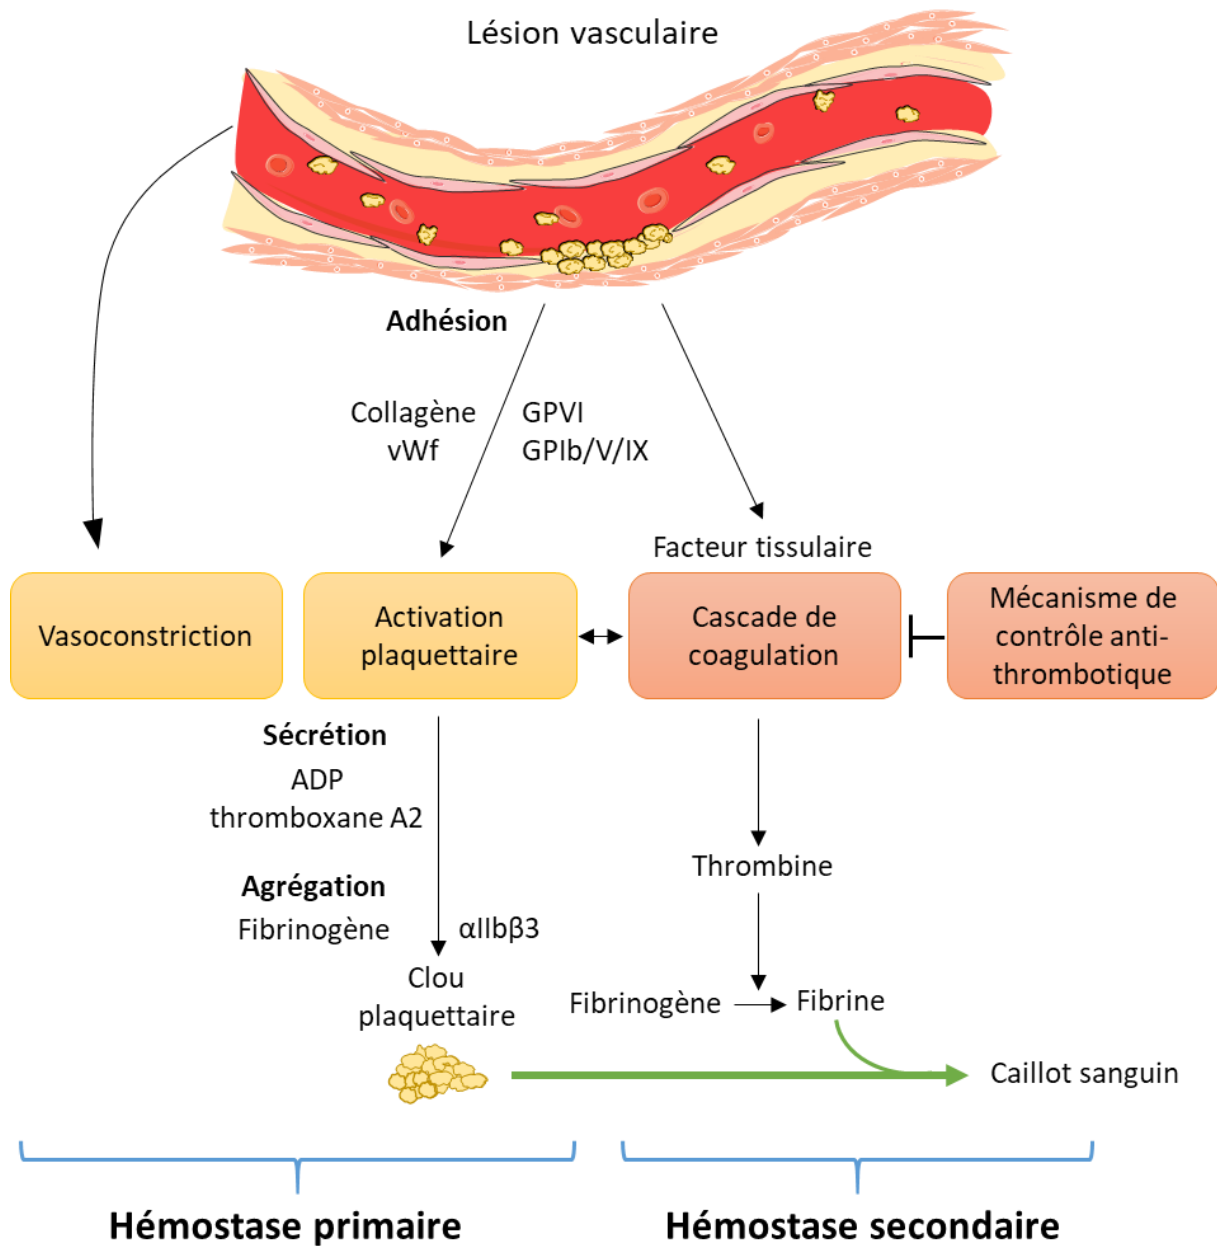 Lésion vasculaire
Adhésion
Collagène
vWf
GPVI
GPIb/V/IX
Facteur tissulaire
Vasoconstriction
Activation
plaquettaire
Cascade de
coagulation
Mécanisme de
contrôle anti-
thrombotique
Sécrétion
ADP
thromboxane A2
Agrégation
Fibrinogène
αIIbβ3
Clou
plaquettaire
Thrombine
Fibrinogène
Fibrine
Caillot sanguin
Hémostase primaire
Hémostase secondaire